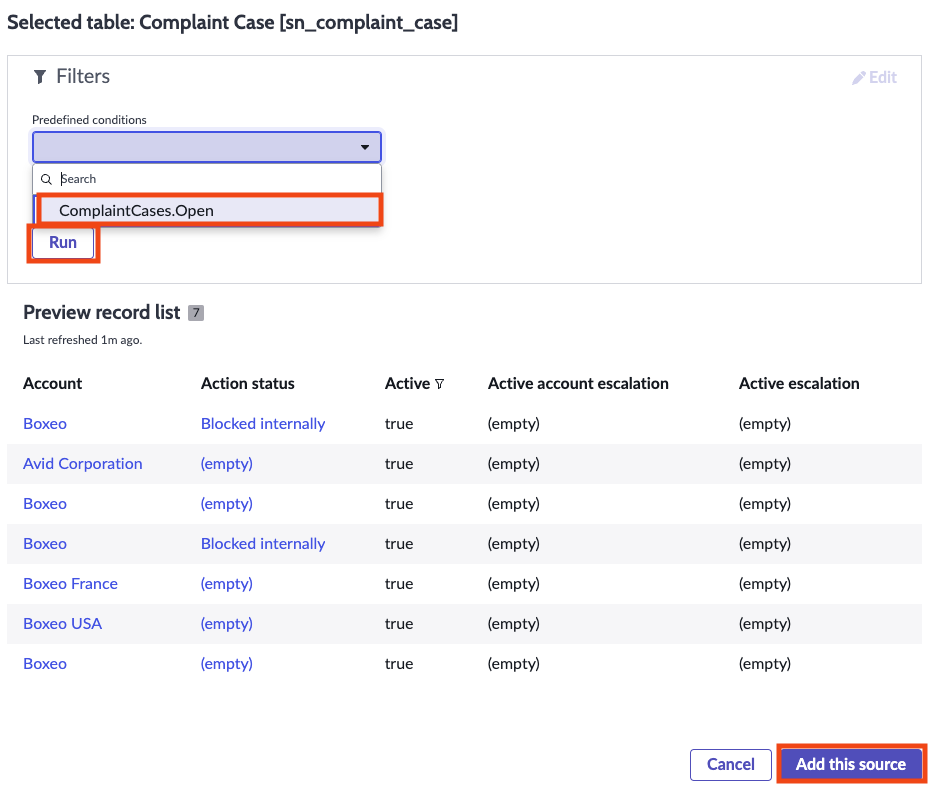 Selected table: Complaint Case [sn_complaint_case]
Filters
Edit
Predefined conditions
Search
ComplaintCases.Open
Run
Preview record list 7
Last refreshed 1m ago.
Account Action status Active Active account escalation Active escalation
Boxeo Blocked internally true (empty) (empty)
Avid Corporation (empty) true (empty) (empty)
Boxeo (empty) true (empty) (empty)
Boxeo Blocked internally true (empty) (empty)
Boxeo France (empty) true (empty) (empty)
Boxeo USA (empty) true (empty) (empty)
Boxeo (empty) true (empty) (empty)
Cancel Add this source